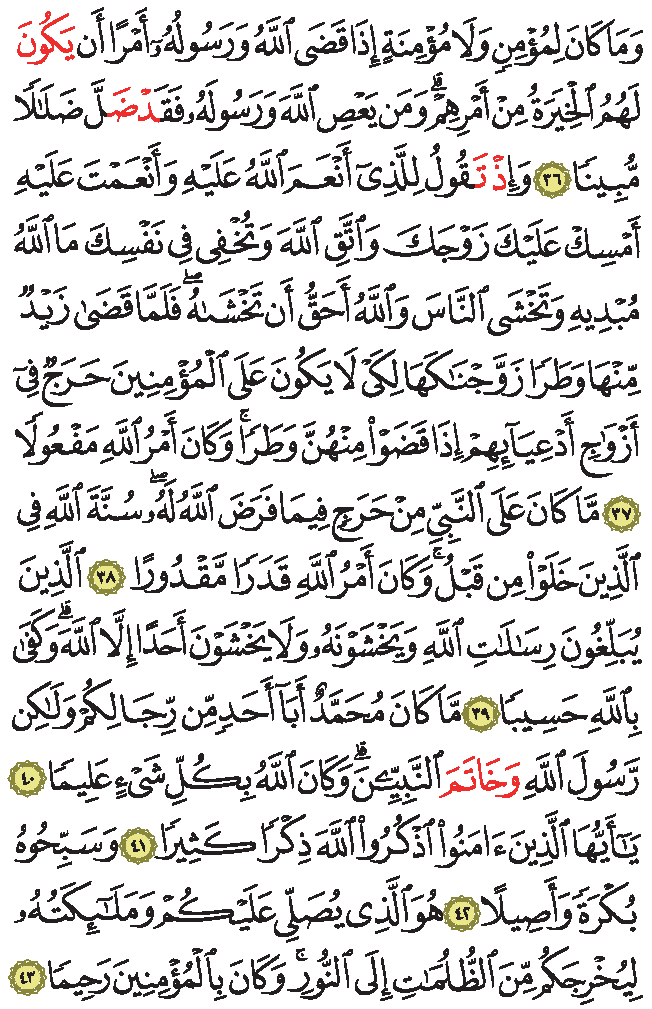 وَمَا كَانَ لِمُؤْمِنٍ وَلَا مُؤْمِنَةٍ إِذَا قَضَى ٱللَّهُ وَرَسُولُهُۥٓ أَمْرًا أَن يَكُونَ
لَهُمُ ٱلْخِيَرَةُ مِنْ أَمْرِهِمْ ۗ وَمَن يَعْصِ ٱللَّهَ وَرَسُولَهُۥ فَقَدْ ضَلَّ ضَلَٰلًا
مُّبِينًا ٣٦ وَإِذْ تَقُولُ لِلَّذِىٓ أَنْعَمَ ٱللَّهُ عَلَيْهِ وَأَنْعَمْتَ عَلَيْهِ
أَمْسِكْ عَلَيْكَ زَوْجَكَ وَٱتَّقِ ٱللَّهَ وَتُخْفِى فِى نَفْسِكَ مَا ٱللَّهُ
مُبْدِيهِ وَتَخْشَى ٱلنَّاسَ وَٱللَّهُ أَحَقُّ أَن تَخْشَىٰهُ ۖ فَلَمَّا قَضَىٰ زَيْدٌ
مِّنْهَا وَطَرًا زَوَّجْنَٰكَهَا لِكَىْ لَا يَكُونَ عَلَى ٱلْمُؤْمِنِينَ حَرَجٌ فِىٓ
أَزْوَٰجِ أَدْعِيَآئِهِمْ إِذَا قَضَوْا۟ مِنْهُنَّ وَطَرًا ۚ وَكَانَ أَمْرُ ٱللَّهِ مَفْعُولًا
٣٧ مَّا كَانَ عَلَى ٱلنَّبِىِّ مِنْ حَرَجٍ فِيمَا فَرَضَ ٱللَّهُ لَهُۥ ۖ سُنَّةَ ٱللَّهِ فِى
ٱلَّذِينَ خَلَوْا۟ مِن قَبْلُ ۚ وَكَانَ أَمْرُ ٱللَّهِ قَدَرًا مَّقْدُورًا ٣٨ ٱلَّذِينَ
يُبَلِّغُونَ رِسَٰلَٰتِ ٱللَّهِ وَيَخْشَوْنَهُۥ وَلَا يَخْشَوْنَ أَحَدًا إِلَّا ٱللَّهَ ۗ وَكَفَىٰ
بِٱللَّهِ حَسِيبًا ٣٩ مَّا كَانَ مُحَمَّدٌ أَبَآ أَحَدٍ مِّن رِّجَالِكُمْ وَلَٰكِن
رَّسُولَ ٱللَّهِ وَخَاتَمَ ٱلنَّبِيِّـۧنَ ۗ وَكَانَ ٱللَّهُ بِكُلِّ شَىْءٍ عَلِيمًا ٤٠
يَٰٓأَيُّهَا ٱلَّذِينَ ءَامَنُوا۟ ٱذْكُرُوا۟ ٱللَّهَ ذِكْرًا كَثِيرًا ٤١ وَسَبِّحُوهُ
بُكْرَةً وَأَصِيلًا ٤٢ هُوَ ٱلَّذِى يُصَلِّى عَلَيْكُمْ وَمَلَٰٓئِكَتُهُۥ
لِيُخْرِجَكُم مِّنَ ٱلظُّلُمَٰتِ إِلَى ٱلنُّورِ ۚ وَكَانَ بِٱلْمُؤْمِنِينَ رَحِيمًا ٤٣